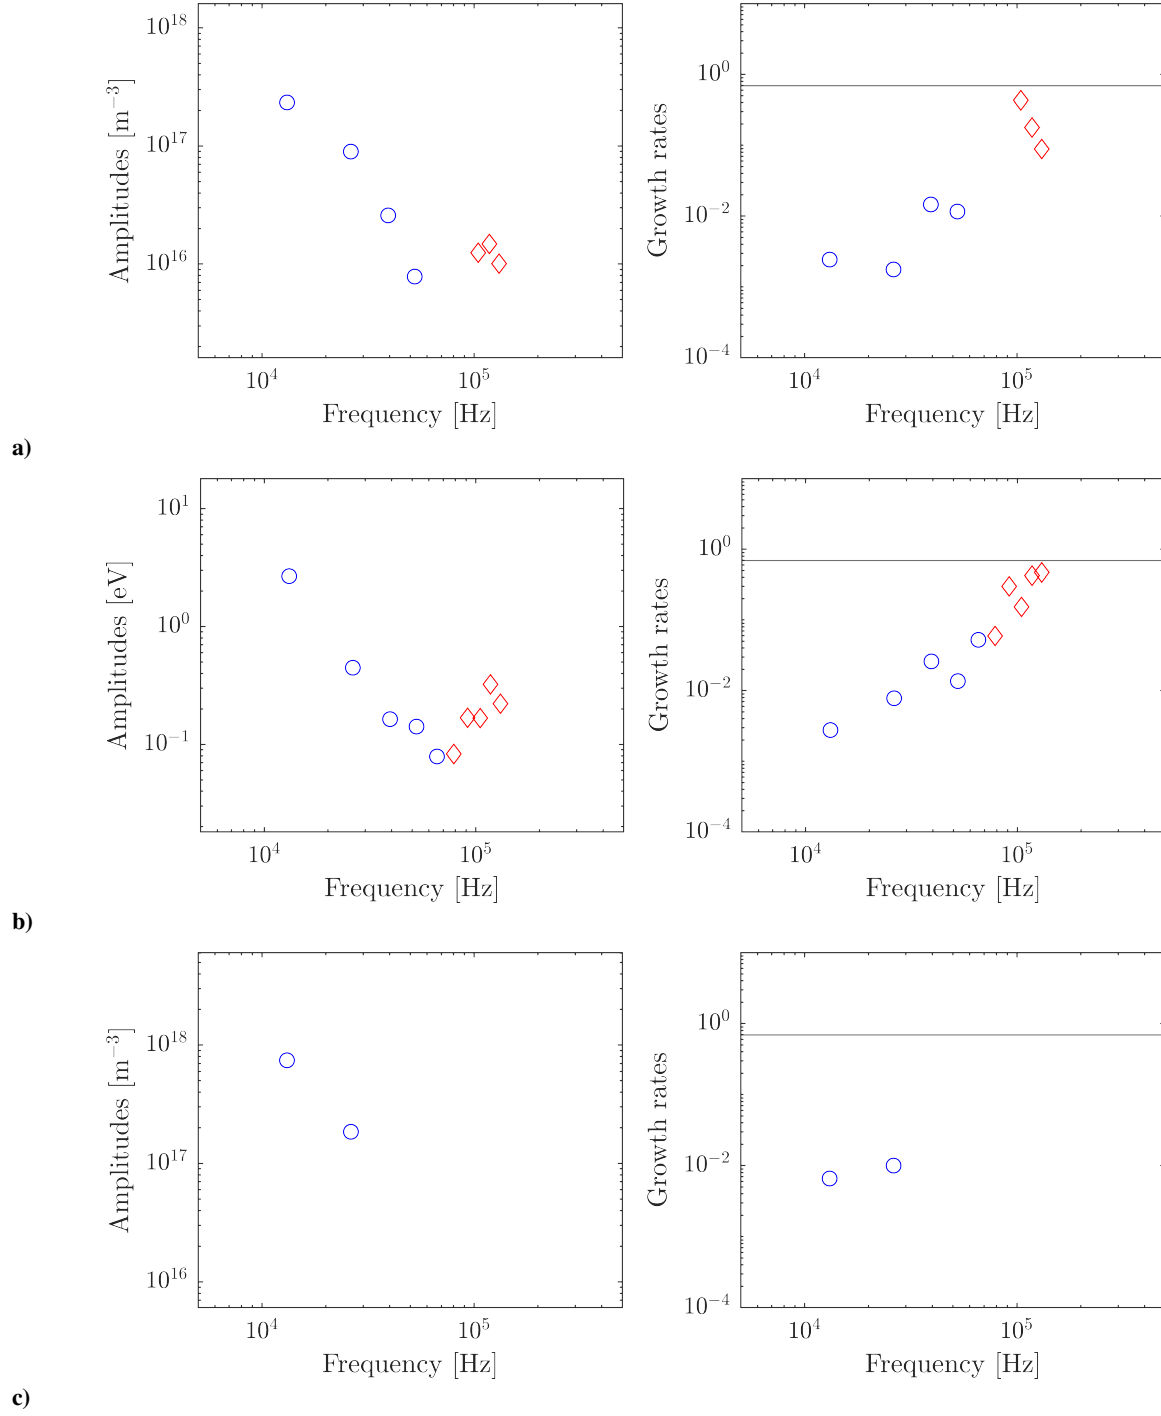 10^18
10^17
10^16
Amplitudes [m^−3]
10^4 10^5
Frequency [Hz]
10^0
10^−2
10^−4
Growth rates
10^4 10^5
Frequency [Hz]
a)
10^1
10^0
10^−1
Amplitudes [eV]
10^4 10^5
Frequency [Hz]
10^0
10^−2
10^−4
Growth rates
10^4 10^5
Frequency [Hz]
b)
10^18
10^17
10^16
Amplitudes [m^−3]
10^4 10^5
Frequency [Hz]
10^0
10^−2
10^−4
Growth rates
10^4 10^5
Frequency [Hz]
c)